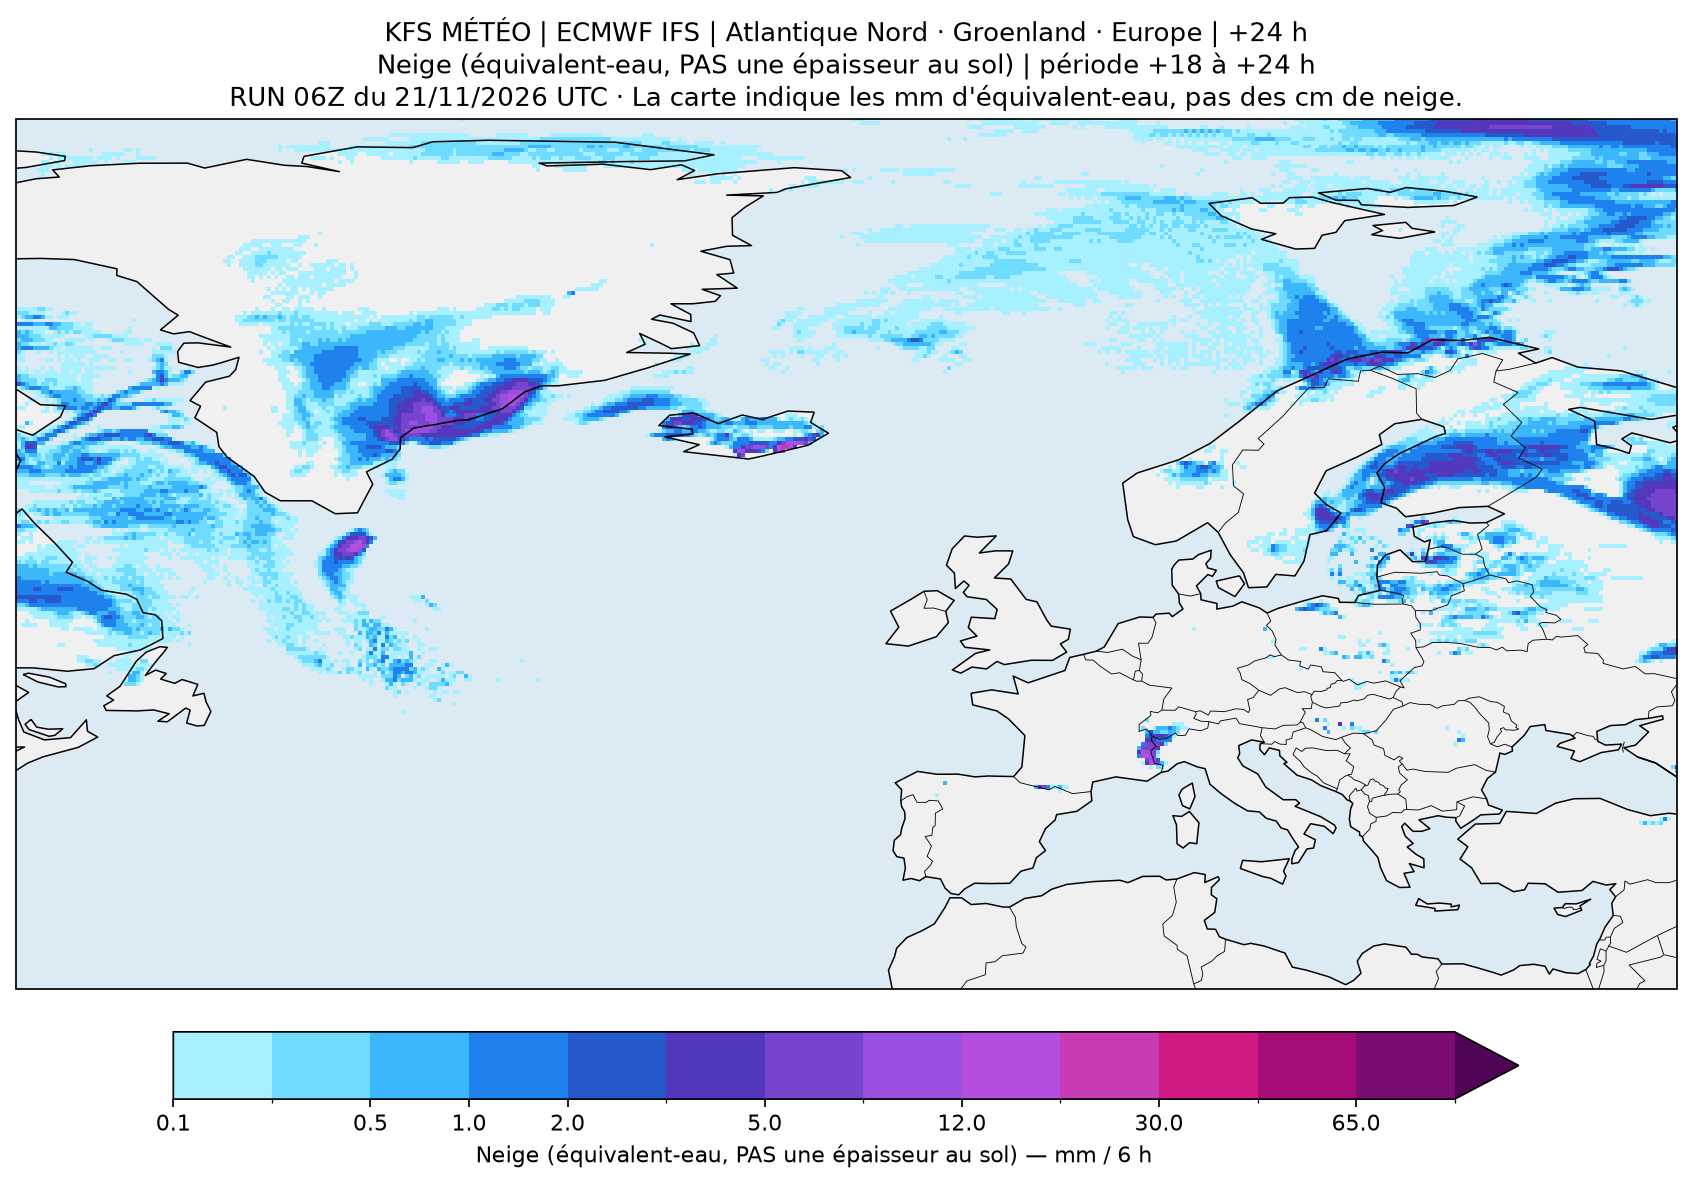 KFS MÉTÉO | ECMWF IFS | Atlantique Nord · Groenland · Europe | +24 h
Neige (équivalent-eau, PAS une épaisseur au sol) | période +18 à +24 h
RUN 06Z du 21/11/2026 UTC · La carte indique les mm d'équivalent-eau, pas des cm de neige.
0.1 0.5 1.0 2.0 5.0 12.0 30.0 65.0
Neige (équivalent-eau, PAS une épaisseur au sol) — mm / 6 h